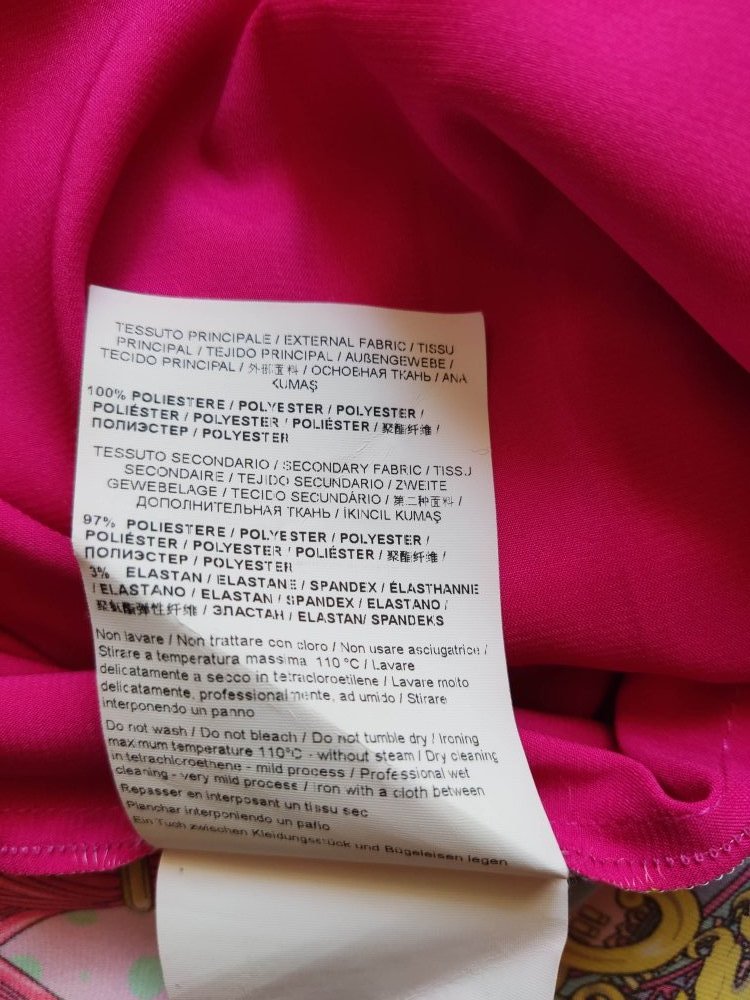 TESSUTO PRINCIPALE / EXTERNAL FABRIC / TISSU
PRINCIPAL / TEJIDO PRINCIPAL / AUßENGEWEBE /
TECIDO PRINCIPAL / 外部面料 / ОСНОВНАЯ ТКАНЬ / ANA
KUMAŞ
100% POLIESTERE / POLYESTER / POLYESTER /
POLIÉSTER / POLYESTER / POLIÉSTER / 聚酯纤维 /
ПОЛИЭСТЕР / POLYESTER
TESSUTO SECONDARIO / SECONDARY FABRIC / TISSU
SECONDAIRE / TEJIDO SECUNDARIO / ZWEITE
GEWEBELAGE / TECIDO SECUNDÁRIO / 第二种面料 /
ДОПОЛНИТЕЛЬНАЯ ТКАНЬ / İKINCIL KUMAŞ
97% POLIESTERE / POLYESTER / POLYESTER /
POLIÉSTER / POLYESTER / POLIÉSTER / 聚酯纤维 /
ПОЛИЭСТЕР / POLYESTER
3% ELASTAN / ELASTANE / SPANDEX / ÉLASTHANNE
/ ELASTANO / ELASTAN / SPANDEX / ELASTANO /
聚氨酯弹性纤维 / ЭЛАСТАН / ELASTAN/ SPANDEKS
Non lavare / Non trattare con cloro / Non usare asciugatrice /
Stirare a temperatura massima 110 °C / Lavare
delicatamente a secco in tetracloroetilene / Lavare molto
delicatamente, professionalmente, ad umido / Stirare
interponendo un panno
Do not wash / Do not bleach / Do not tumble dry / Ironing
maximum temperature 110°C - without steam / Dry cleaning
in tetrachloroethene - mild process / Professional wet
cleaning - very mild process / Iron with a cloth between
Repasser en interposant un tissu sec
Planchar interponiendo un paño
Ein Tuch zwischen Kleidungsstück und Bügeleisen legen